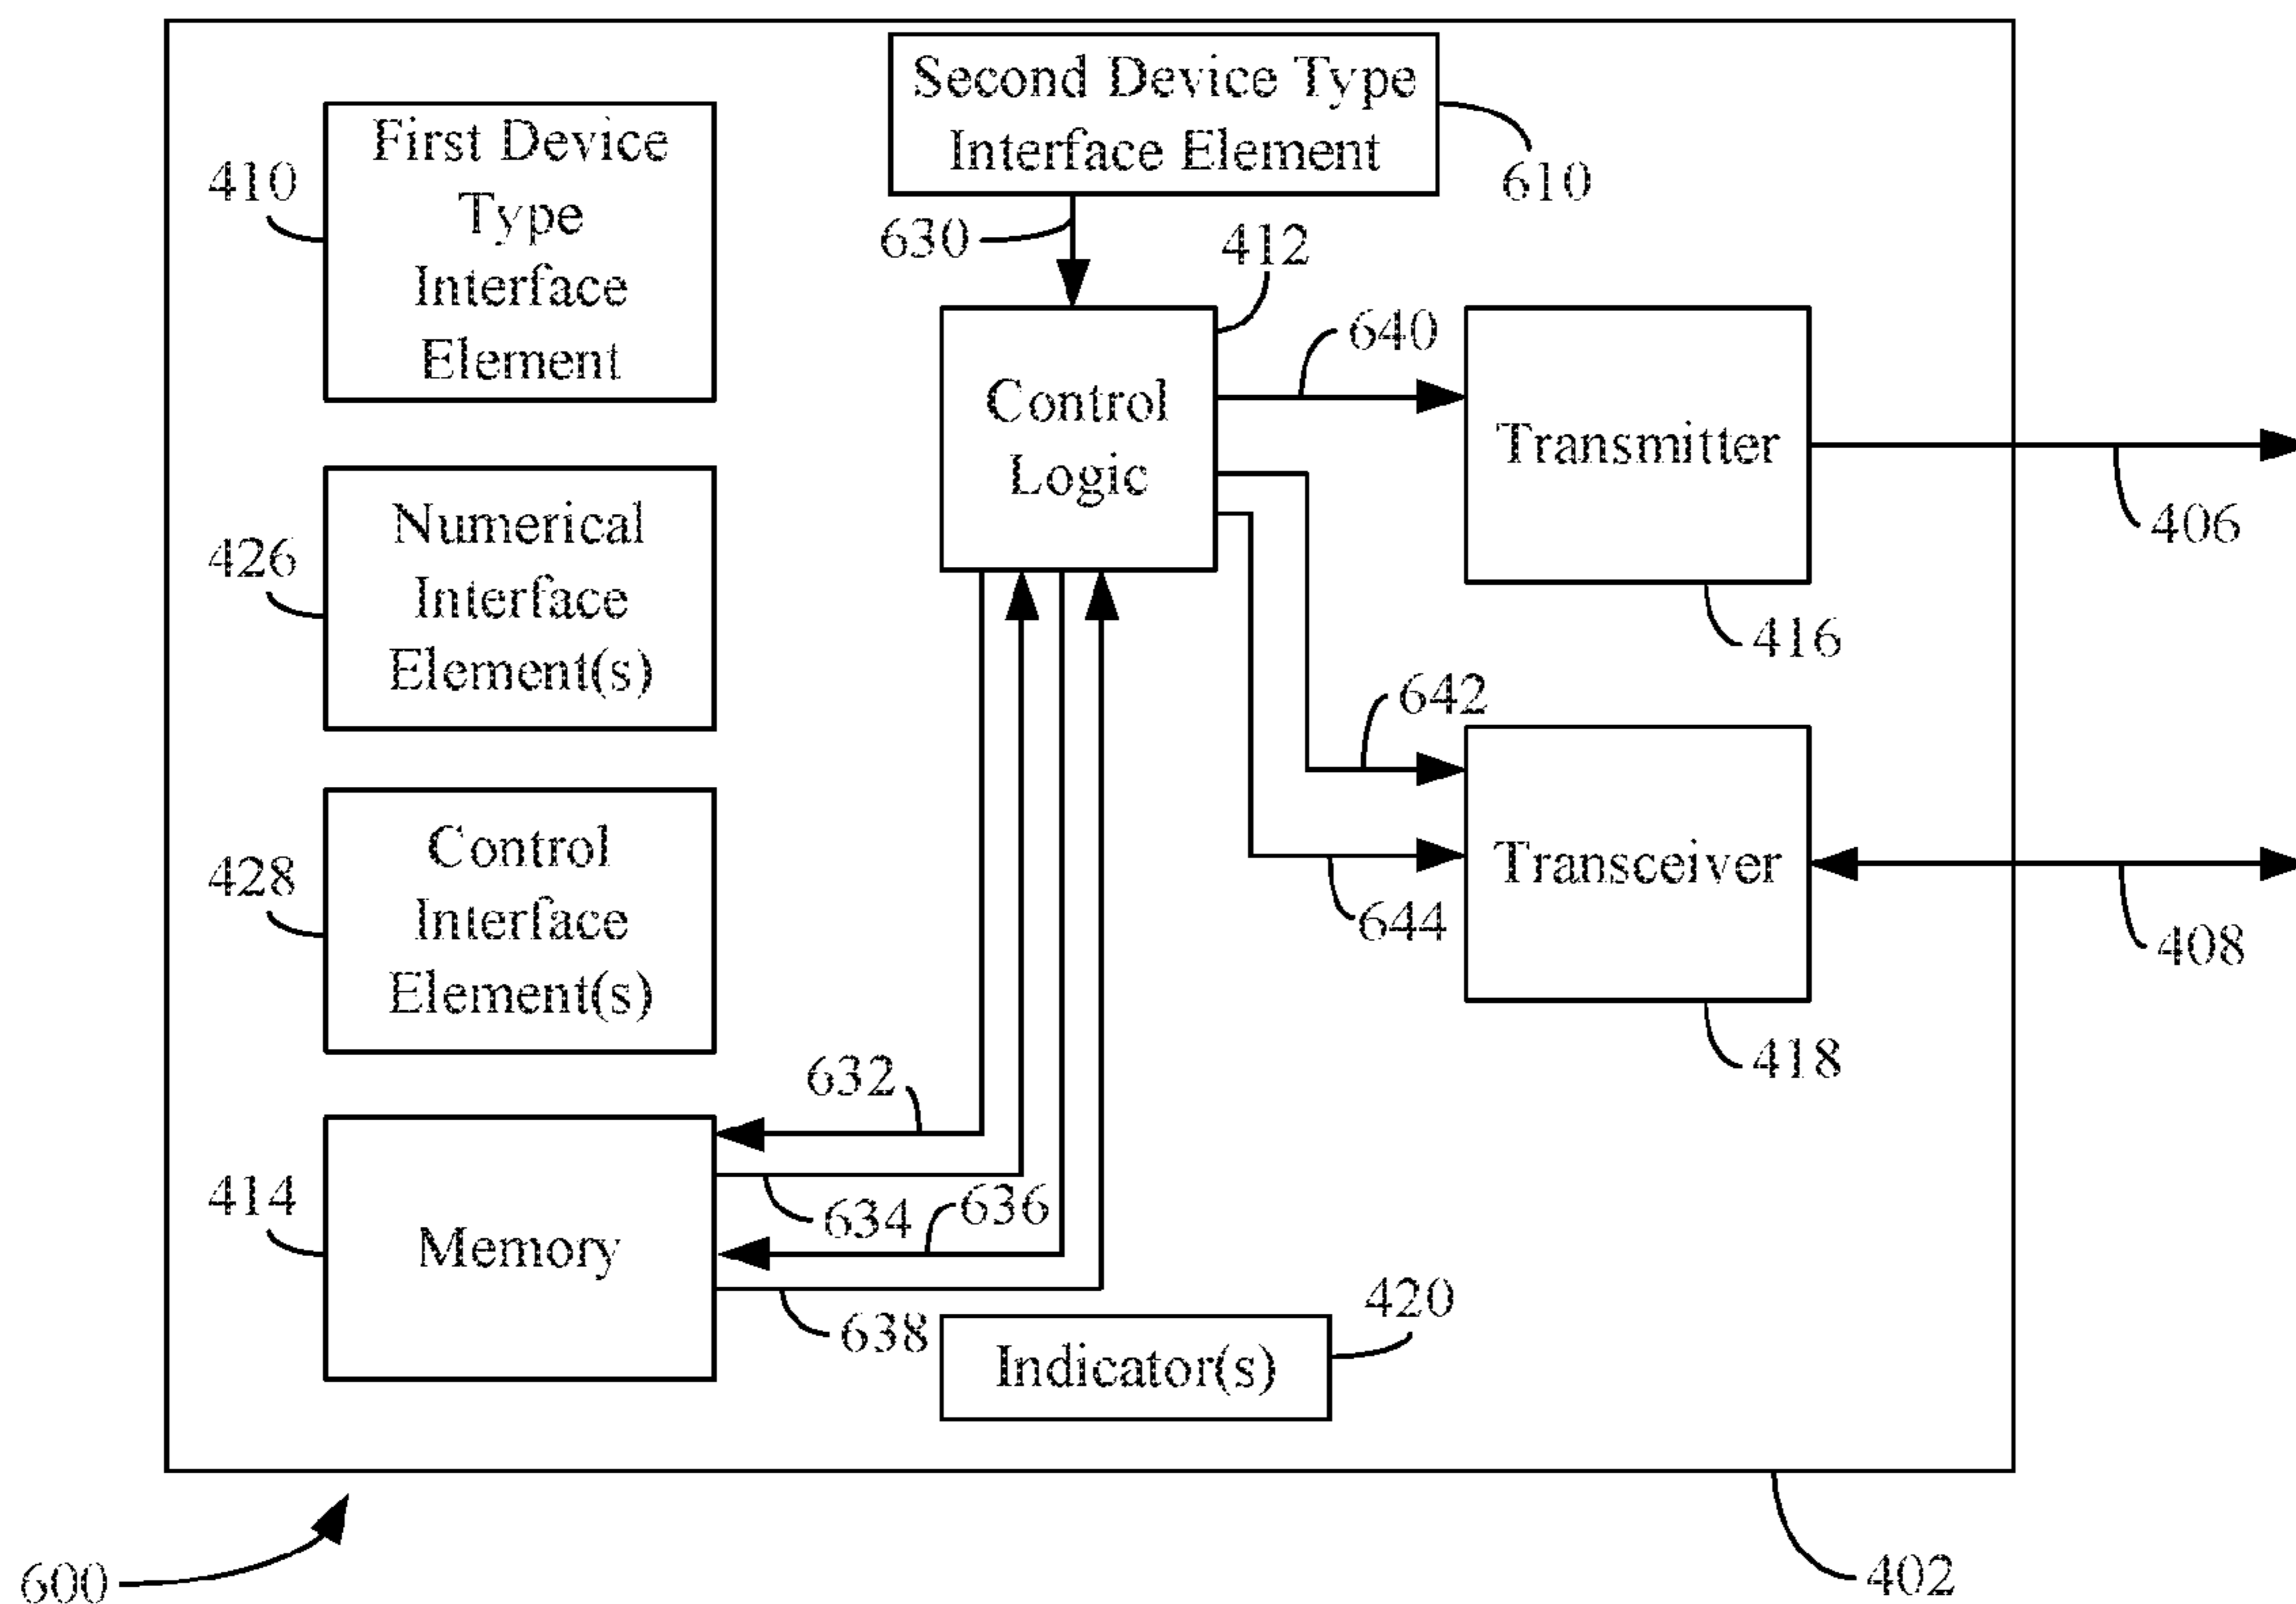 Second Device Type
Interface Element
610
First Device
Type
Interface
Element
410
630
412
640
Control
Logic
Transmitter
406
416
Numerical
Interface
Element(s)
426
642
Transceiver
644
408
418
Control
Interface
Element(s)
428
632
634
636
638
Memory
414
420
Indicator(s)
600
402